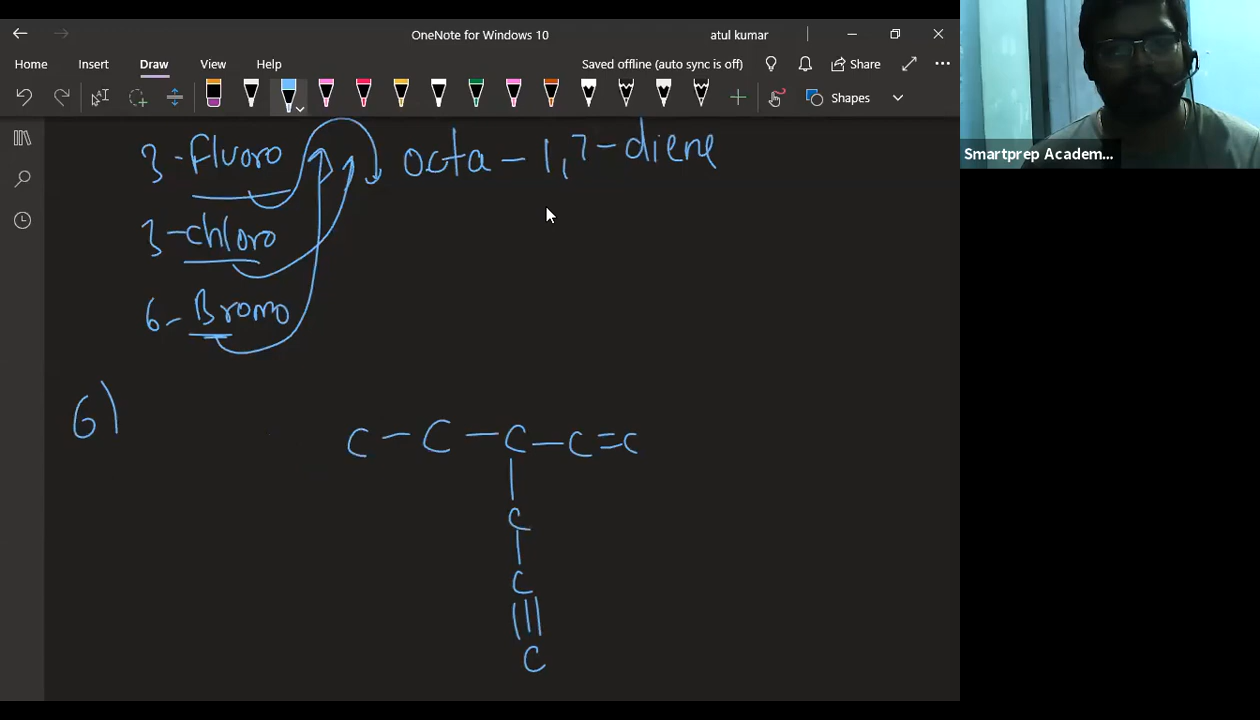 OneNote for Windows 10
atul kumar
Home Insert Draw View Help
Saved offline (auto sync is off)
Share
Shapes
Smartprep Academ...
3-fluoro octa-1,7-diene
3-chloro
6-Bromo
6)
C-C-C-C=C
C
C
C